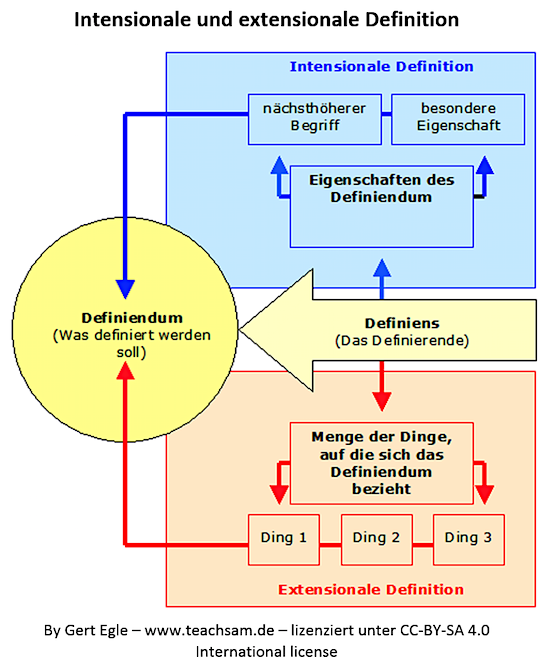 Intensionale und extensionale Definition
Intensionale Definition
nächsthöherer
Begriff
besondere
Eigenschaft
Eigenschaften des
Definiendum
Definiendum
(Was definiert werden
soll)
Definiens
(Das Definierende)
Menge der Dinge,
auf die sich das
Definiendum
bezieht
Ding 1
Ding 2
Ding 3
Extensionale Definition
By Gert Egle – www.teachsam.de – lizenziert unter CC-BY-SA 4.0
International license